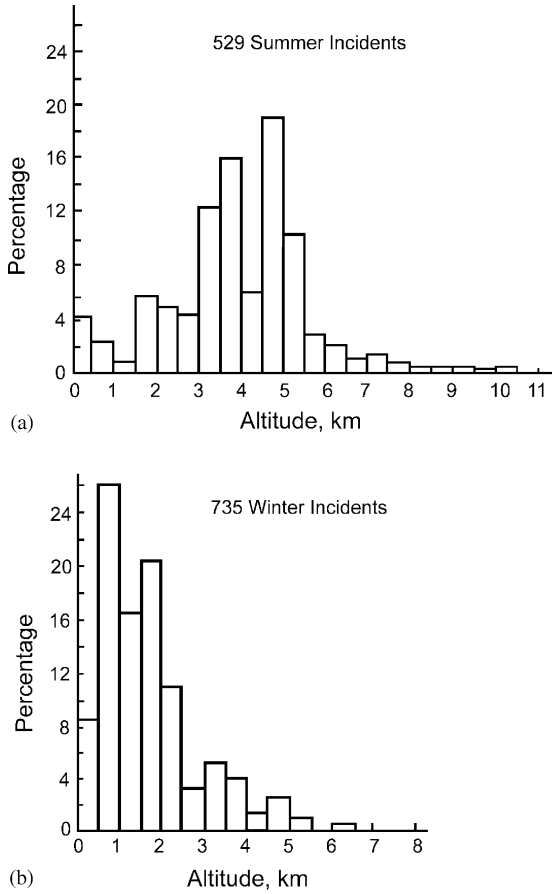 529 Summer Incidents
24
20
16
12
8
4
0
Percentage
0 1 2 3 4 5 6 7 8 9 10 11
Altitude, km
(a)
735 Winter Incidents
24
20
16
12
8
4
0
Percentage
0 1 2 3 4 5 6 7 8
Altitude, km
(b)